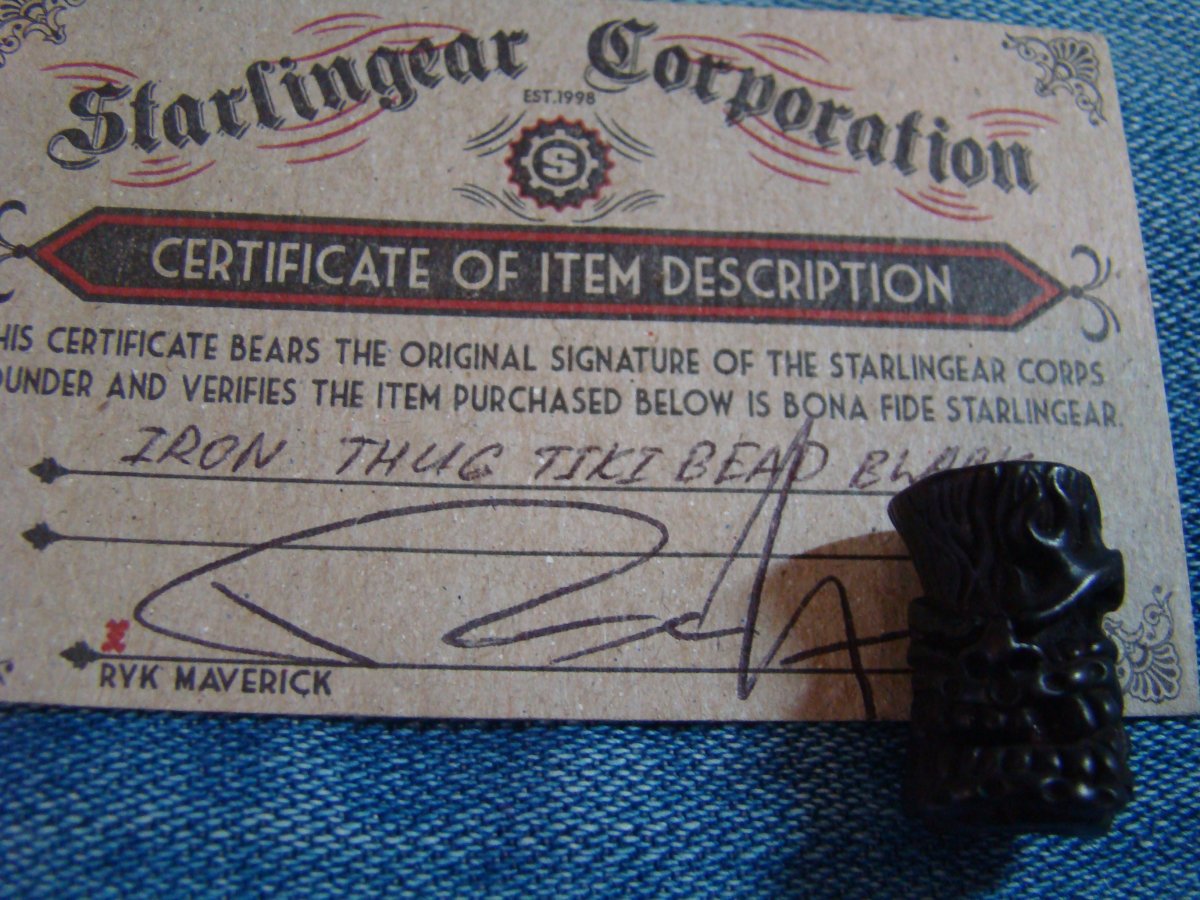 Starlingear Corporation
EST.1998
S
CERTIFICATE OF ITEM DESCRIPTION
HIS CERTIFICATE BEARS THE ORIGINAL SIGNATURE OF THE STARLINGEAR CORPS
OUNDER AND VERIFIES THE ITEM PURCHASED BELOW IS BONA FIDE STARLINGEAR.
IRON THUG TIKI BEAD BLACK
RYK MAVERICK